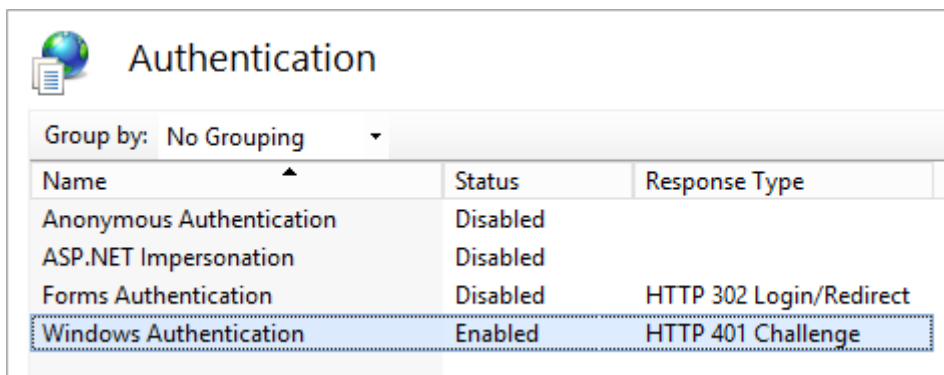 Authentication
Group by: No Grouping
Name Status Response Type
Anonymous Authentication Disabled
ASP.NET Impersonation Disabled
Forms Authentication Disabled HTTP 302 Login/Redirect
Windows Authentication Enabled HTTP 401 Challenge